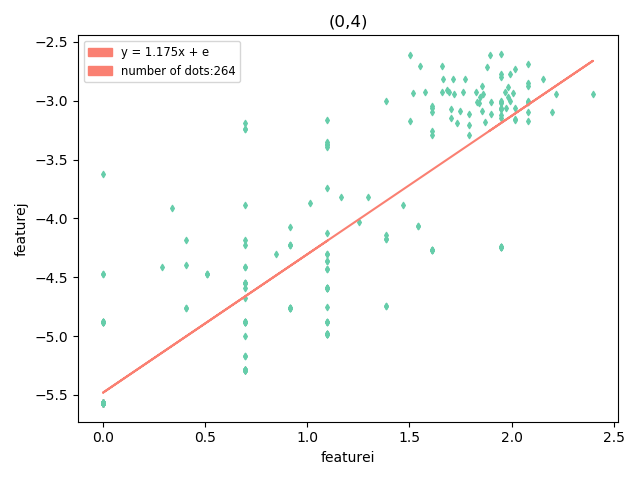 (0,4)
y = 1.175x + e
number of dots:264
featurej
−2.5
−3.0
−3.5
−4.0
−4.5
−5.0
−5.5
0.0 0.5 1.0 1.5 2.0 2.5
featurei